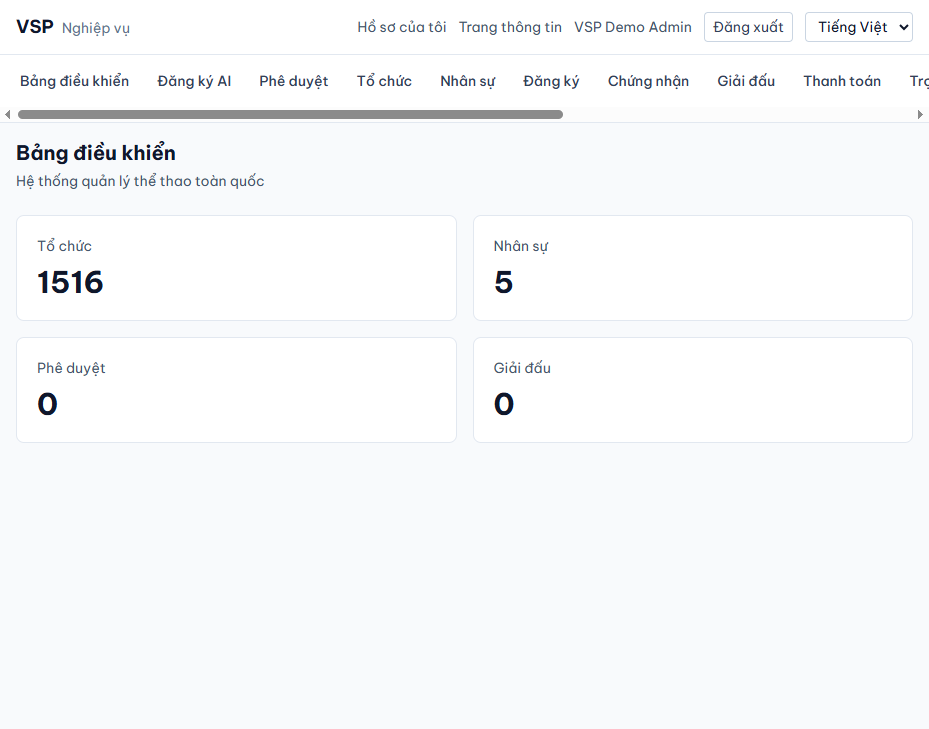 VSP Nghiệp vụ Hồ sơ của tôi Trang thông tin VSP Demo Admin Đăng xuất Tiếng Việt
Bảng điều khiển Đăng ký AI Phê duyệt Tổ chức Nhân sự Đăng ký Chứng nhận Giải đấu Thanh toán
Bảng điều khiển
Hệ thống quản lý thể thao toàn quốc
Tổ chức
1516
Nhân sự
5
Phê duyệt
0
Giải đấu
0